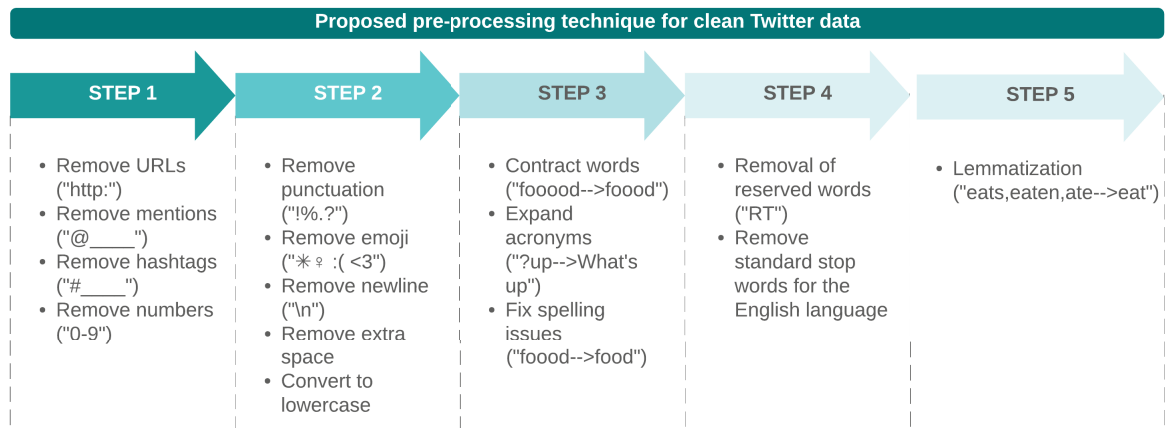 Proposed pre-processing technique for clean Twitter data
STEP 1
• Remove URLs
("http:")
• Remove mentions
("@____")
• Remove hashtags
("#____")
• Remove numbers
("0-9")
STEP 2
• Remove
punctuation
("!%.?")
• Remove emoji
("✳♀ :( <3")
• Remove newline
("\n")
• Remove extra
space
• Convert to
lowercase
STEP 3
• Contract words
("fooood-->foood")
• Expand
acronyms
("?up-->What's
up")
• Fix spelling
issues
("foood-->food")
STEP 4
• Removal of
reserved words
("RT")
• Remove
standard stop
words for the
English language
STEP 5
• Lemmatization
("eats,eaten,ate-->eat")